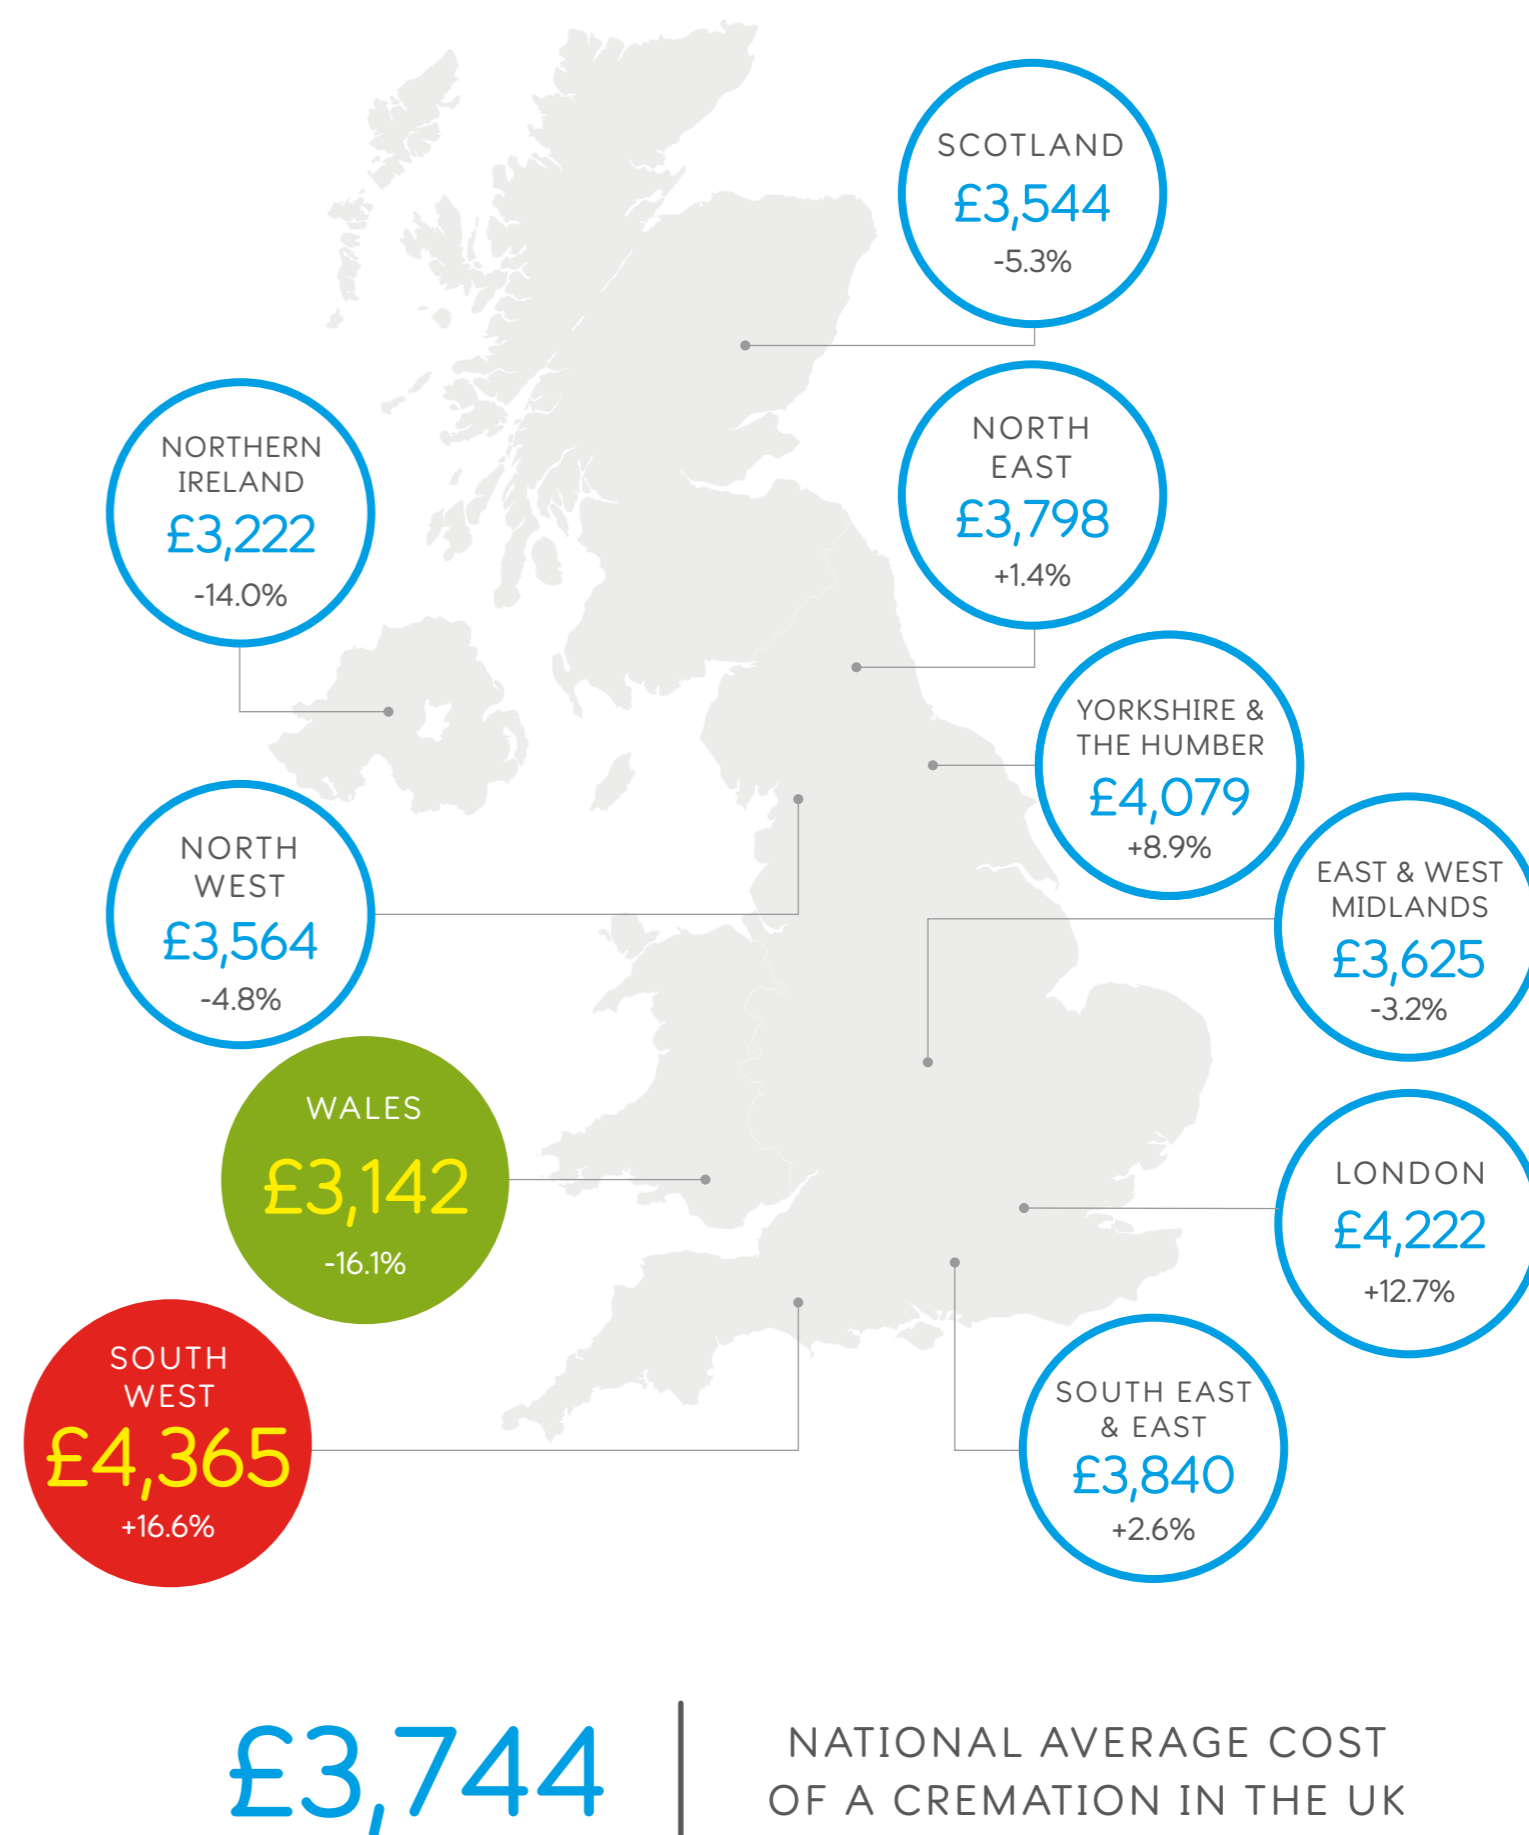 SCOTLAND
£3,544
-5.3%
NORTHERN
IRELAND
£3,222
-14.0%
NORTH
EAST
£3,798
+1.4%
YORKSHIRE &
THE HUMBER
£4,079
+8.9%
NORTH
WEST
£3,564
-4.8%
EAST & WEST
MIDLANDS
£3,625
-3.2%
WALES
£3,142
-16.1%
LONDON
£4,222
+12.7%
SOUTH
WEST
£4,365
+16.6%
SOUTH EAST
& EAST
£3,840
+2.6%
£3,744
NATIONAL AVERAGE COST
OF A CREMATION IN THE UK